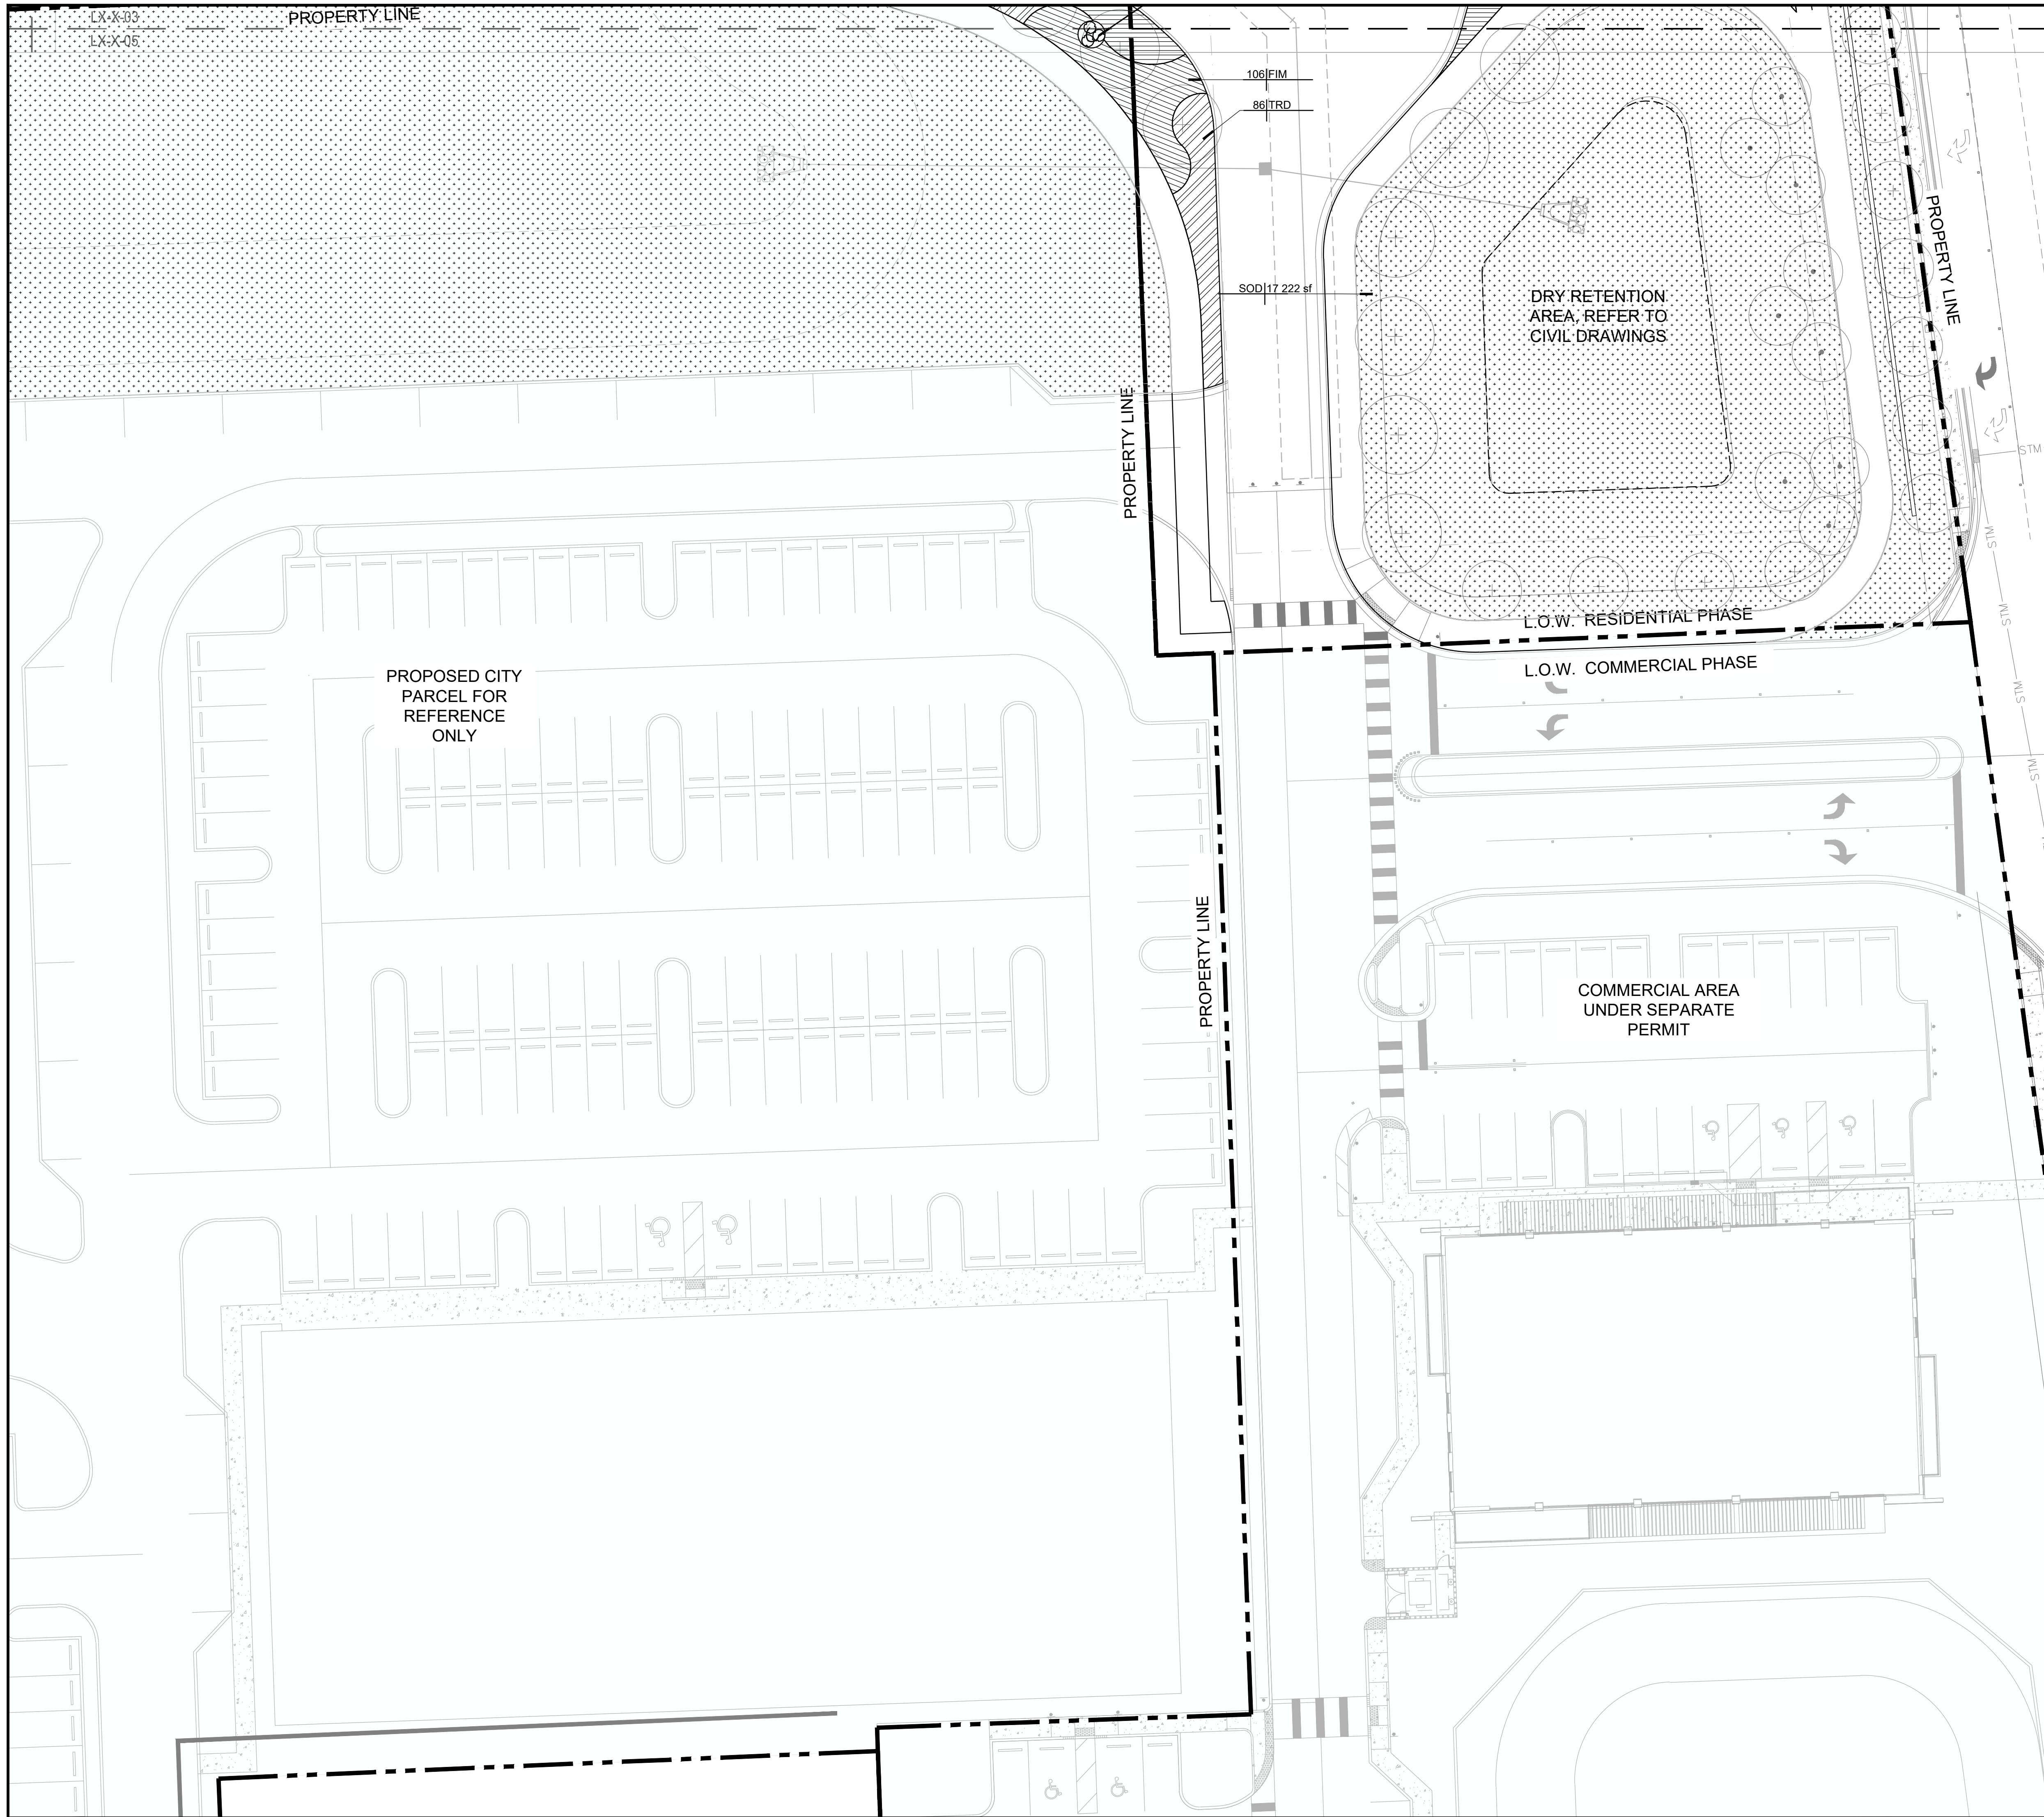 LX-X-03
LX-X-05
PROPERTY LINE
106 FIM
86 TRD
SOD 17 222 sf
DRY RETENTION
AREA, REFER TO
CIVIL DRAWINGS
PROPERTY LINE
PROPERTY LINE
STM
STM
STM
STM
STM
L.O.W. RESIDENTIAL PHASE
L.O.W. COMMERCIAL PHASE
PROPOSED CITY
PARCEL FOR
REFERENCE
ONLY
PROPERTY LINE
COMMERCIAL AREA
UNDER SEPARATE
PERMIT